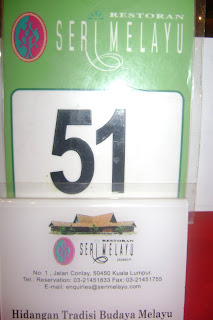 RESTORAN
SERI MELAYU
51
RESTORAN
SERI MELAYU
No: 1 , Jalan Conlay, 50450 Kuala Lumpur.
Tel. Reservation: 03-21451833 Fax: 03-21451755
E-mail: enquiries@serimelayu.com
Hidangan Tradisi Budaya Melayu